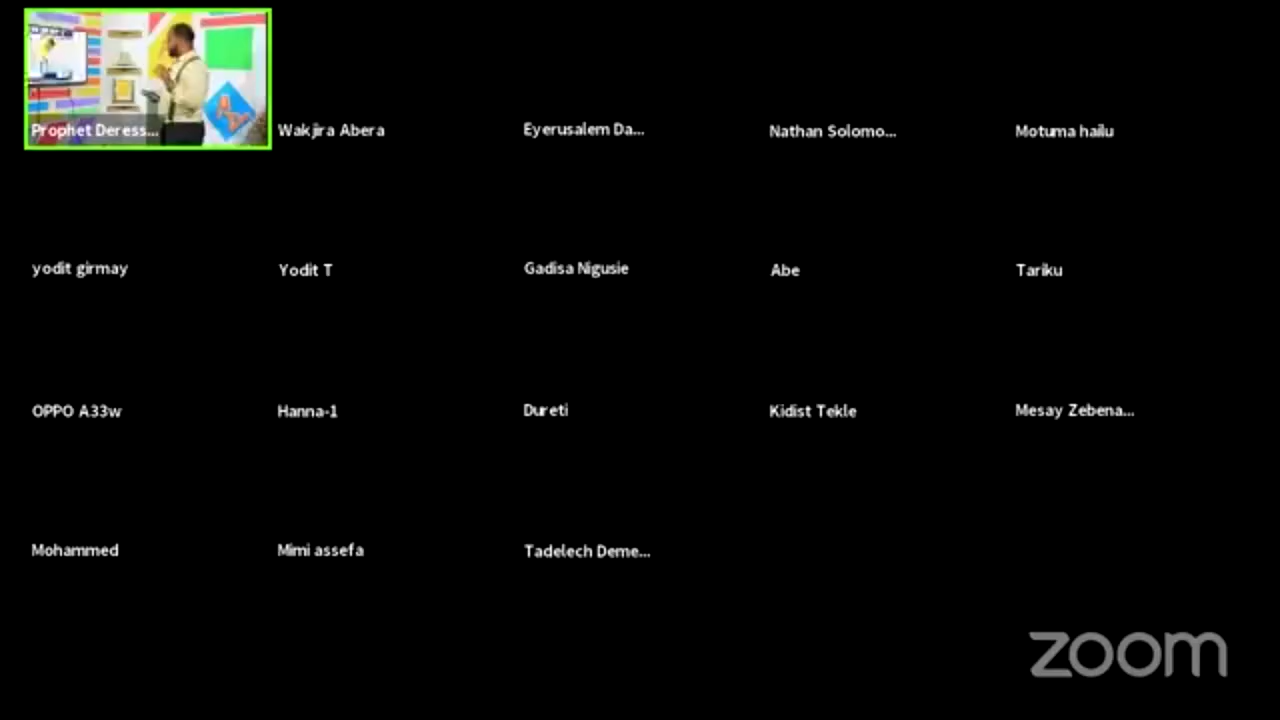 Prophet Deress...
Wakjira Abera
Eyerusalem Da...
Nathan Solomo...
Motuma hailu
yodit girmay
Yodit T
Gadisa Nigusie
Abe
Tariku
OPPO A33w
Hanna-1
Dureti
Kidist Tekle
Mesay Zebena...
Mohammed
Mimi assefa
Tadelech Deme...
zoom